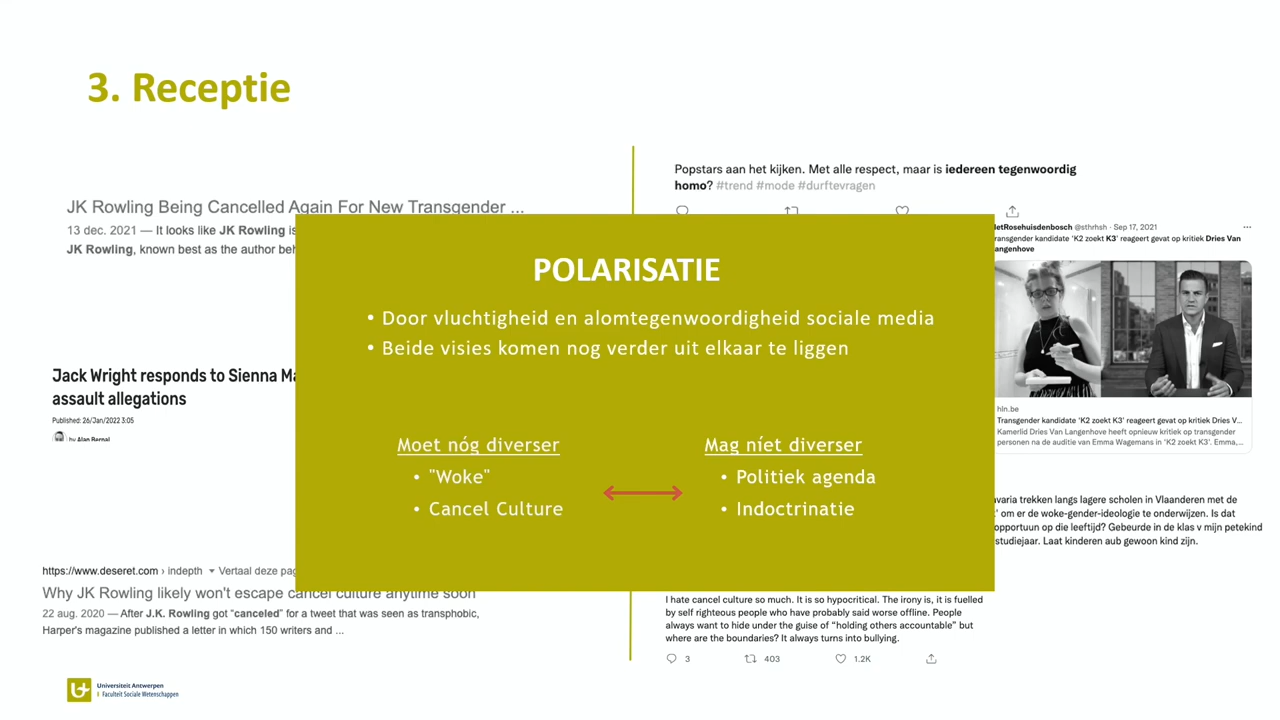 3. Receptie
JK Rowling Being Cancelled Again For New Transgender ...
13 dec. 2021 — It looks like JK Rowling is
JK Rowling, known best as the author beh
Jack Wright responds to Sienna Ma
assault allegations
Published: 26/Jan/2022 3:05
by Alan Bernal
https://www.deseret.com › indepth ▾ Vertaal deze pag
Why JK Rowling likely won't escape cancel culture anytime soon
22 aug. 2020 — After J.K. Rowling got "canceled" for a tweet that was seen as transphobic,
Harper's magazine published a letter in which 150 writers and ...
POLARISATIE
• Door vluchtigheid en alomtegenwoordigheid sociale media
• Beide visies komen nog verder uit elkaar te liggen
Moet nóg diverser
• "Woke"
• Cancel Culture
Mag níet diverser
• Politiek agenda
• Indoctrinatie
Popstars aan het kijken. Met alle respect, maar is iedereen tegenwoordig
homo? #trend #mode #durftevragen
etRosehuisdenbosch @sthrhsh · Sep 17, 2021
ransgender kandidate 'K2 zoekt K3' reageert gevat op kritiek Dries Van
angenhove
hln.be
Transgender kandidate 'K2 zoekt K3' reageert gevat op kritiek Dries V...
Kamerlid Dries Van Langenhove heeft opnieuw kritiek op transgender
personen na de auditie van Emma Wagemans in 'K2 zoekt K3'. Emma,...
avaria trekken langs lagere scholen in Vlaanderen met de
' om er de woke-gender-ideologie te onderwijzen. Is dat
opportuun op die leeftijd? Gebeurde in de klas v mijn petekind
studiejaar. Laat kinderen aub gewoon kind zijn.
I hate cancel culture so much. It is so hypocritical. The irony is, it is fuelled
by self righteous people who have probably said worse offline. People
always want to hide under the guise of "holding others accountable" but
where are the boundaries? It always turns into bullying.
3 403 1.2K
Universiteit Antwerpen
Faculteit Sociale Wetenschappen